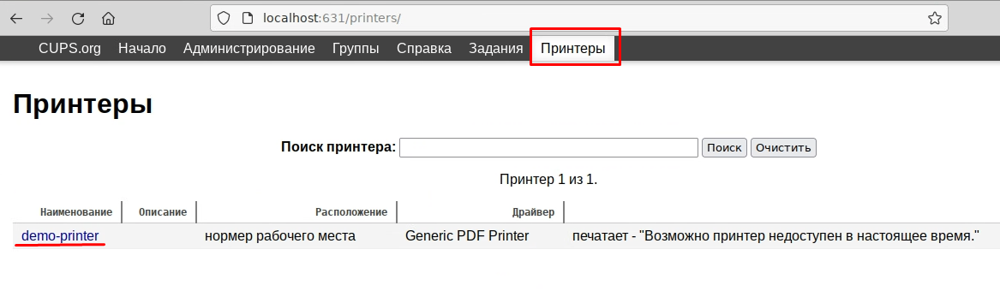 localhost:631/printers/
CUPS.org Начало Администрирование Группы Справка Задания Принтеры
Принтеры
Поиск принтера: Поиск Очистить
Принтер 1 из 1.
Наименование Описание Расположение Драйвер
demo-printer нормер рабочего места Generic PDF Printer печатает - "Возможно принтер недоступен в настоящее время."